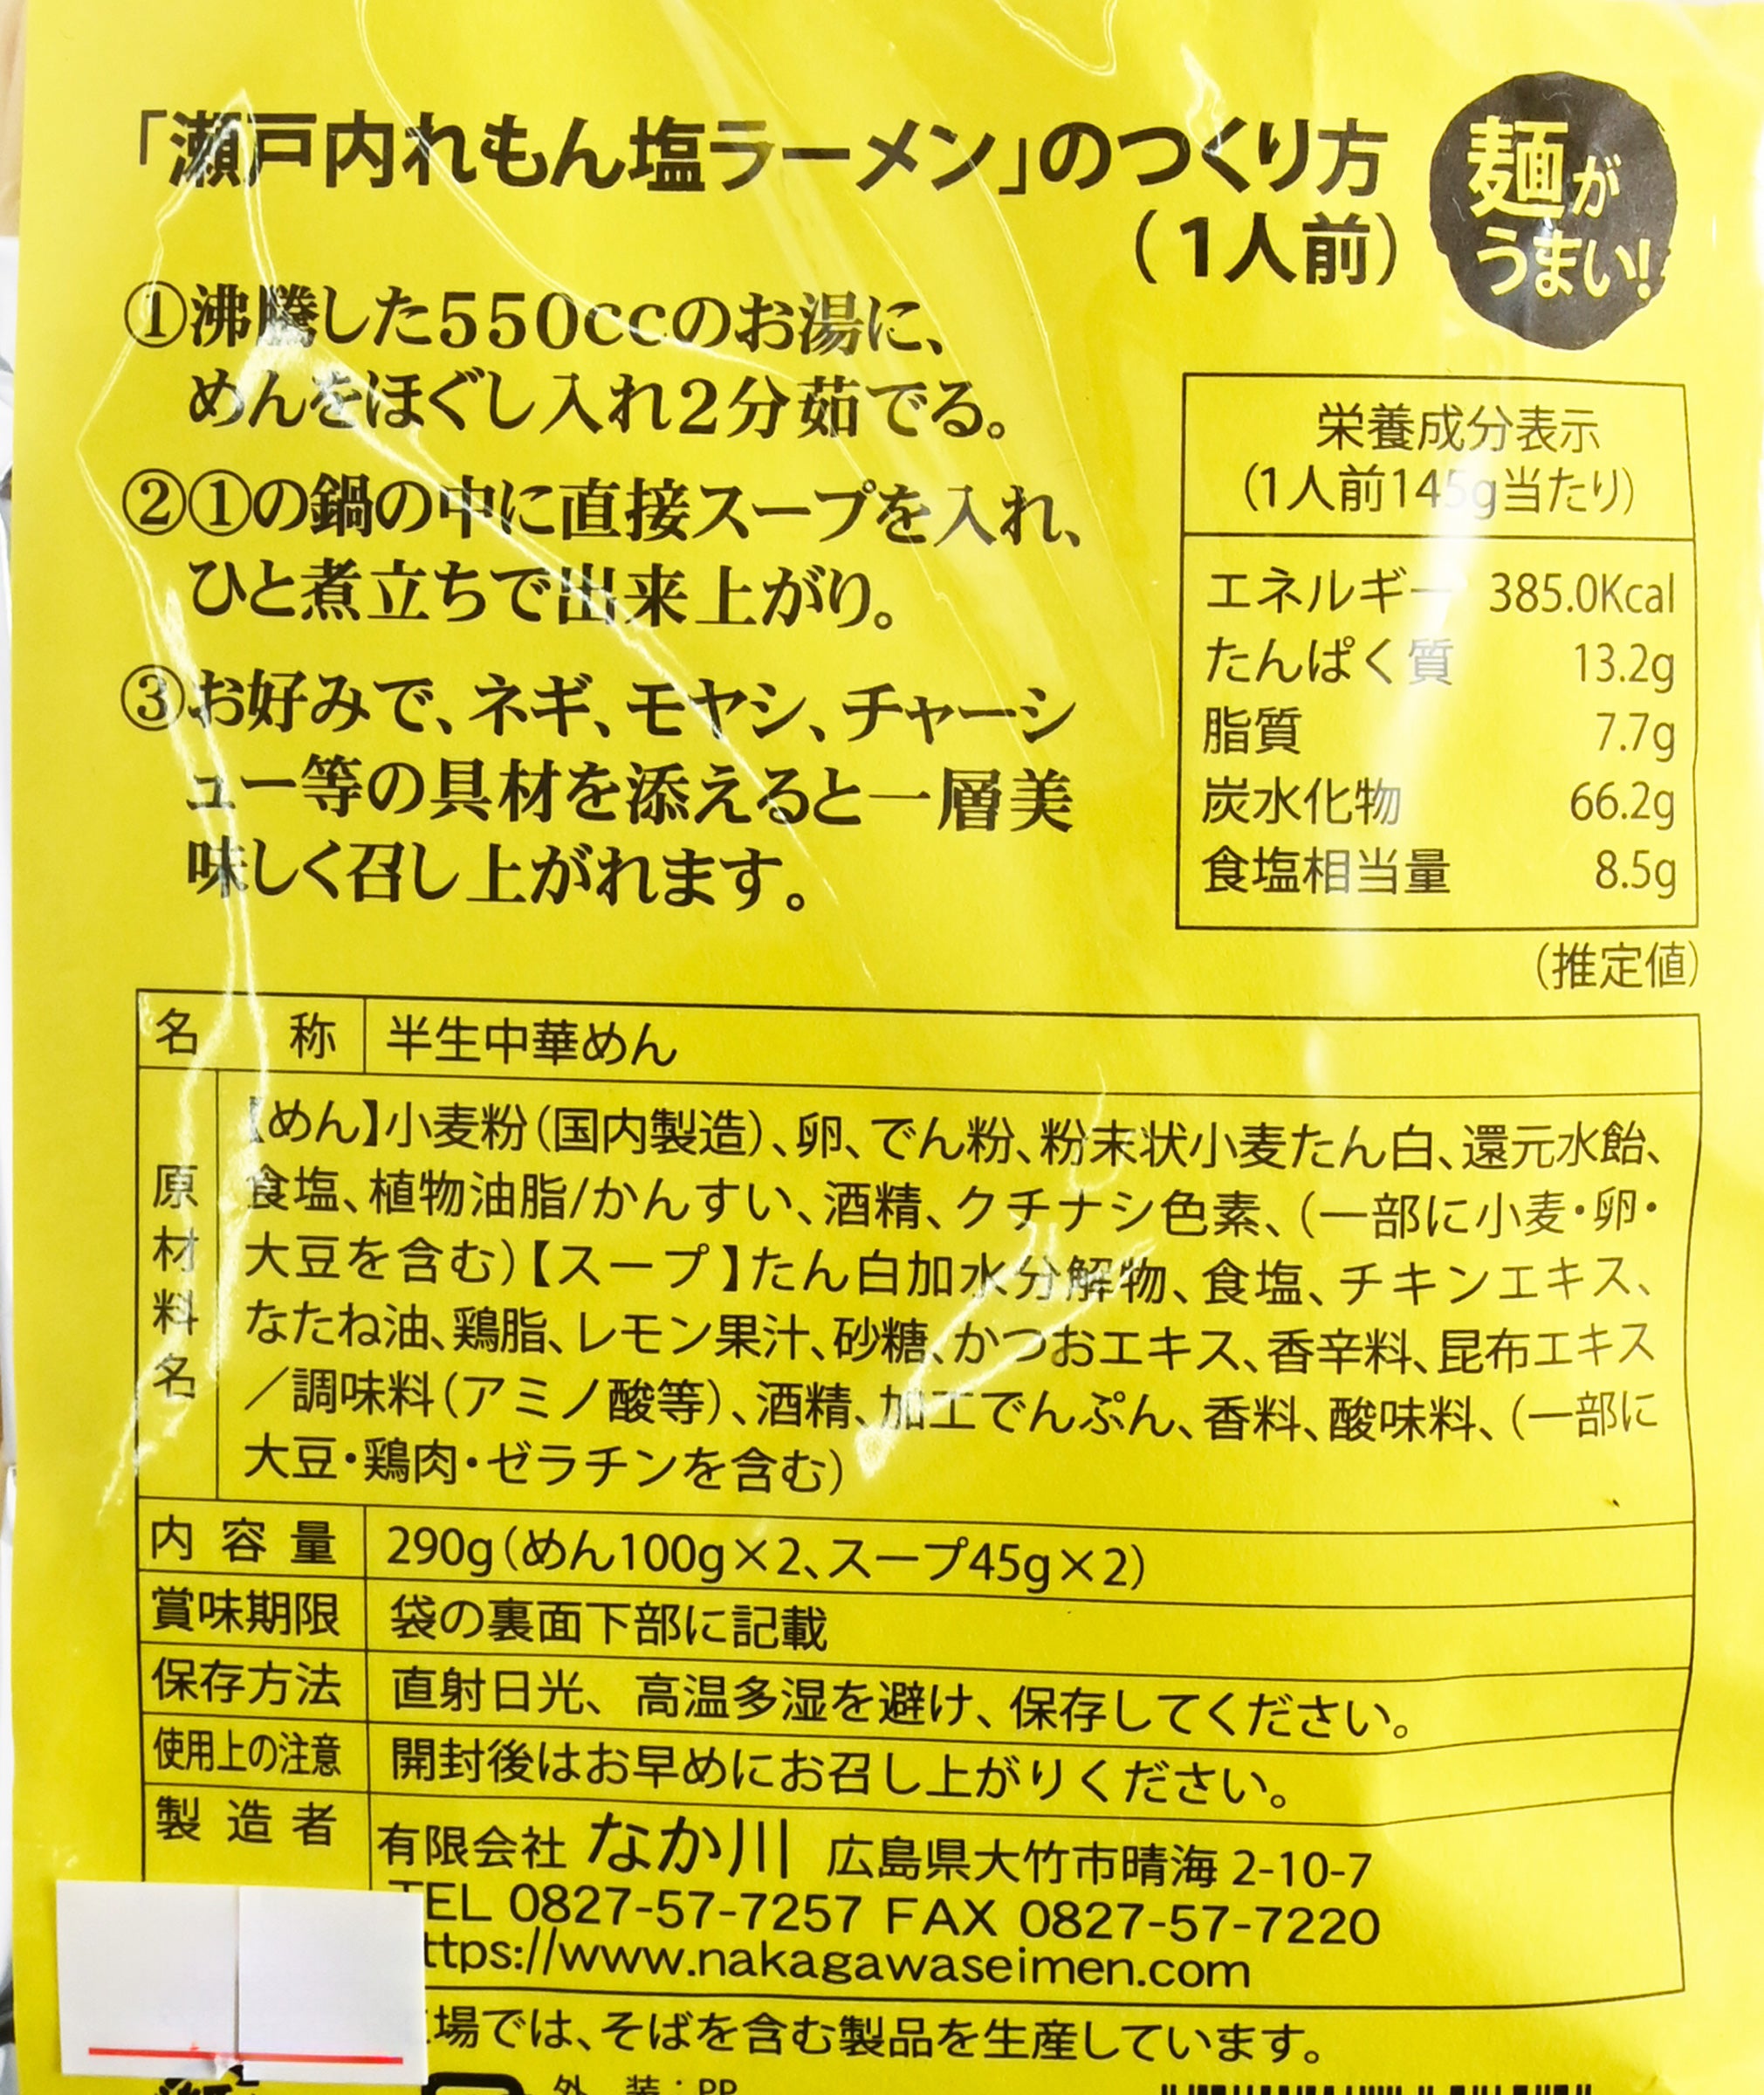 「瀬戸内れもん塩ラーメン」のつくり方
(1人前)
麺が
うまい!
①沸騰した550ccのお湯に、
めんをほぐし入れ2分茹でる。
②①の鍋の中に直接スープを入れ、
ひと煮立ちで出来上がり。
③お好みで、ネギ、モヤシ、チャーシ
ュー等の具材を添えると一層美
味しく召し上がれます。
栄養成分表示
(1人前145g当たり)
エネルギー 385.0Kcal
たんぱく質 13.2g
脂質 7.7g
炭水化物 66.2g
食塩相当量 8.5g
(推定値)
名称 半生中華めん
原材料名
【めん】小麦粉(国内製造)、卵、でん粉、粉末状小麦たん白、還元水飴、
食塩、植物油脂/かんすい、酒精、クチナシ色素、(一部に小麦・卵・
大豆を含む)【スープ】たん白加水分解物、食塩、チキンエキス、
なたね油、鶏脂、レモン果汁、砂糖、かつおエキス、香辛料、昆布エキス
/調味料(アミノ酸等)、酒精、加工でんぷん、香料、酸味料、(一部に
大豆・鶏肉・ゼラチンを含む)
内容量 290g(めん100g×2、スープ45g×2)
賞味期限 袋の裏面下部に記載
保存方法 直射日光、高温多湿を避け、保存してください。
使用上の注意 開封後はお早めにお召し上がりください。
製造者 有限会社 なか川 広島県大竹市晴海 2-10-7
TEL 0827-57-7257 FAX 0827-57-7220
ttps://www.nakagawaseimen.com
場では、そばを含む製品を生産しています。
外装:PP